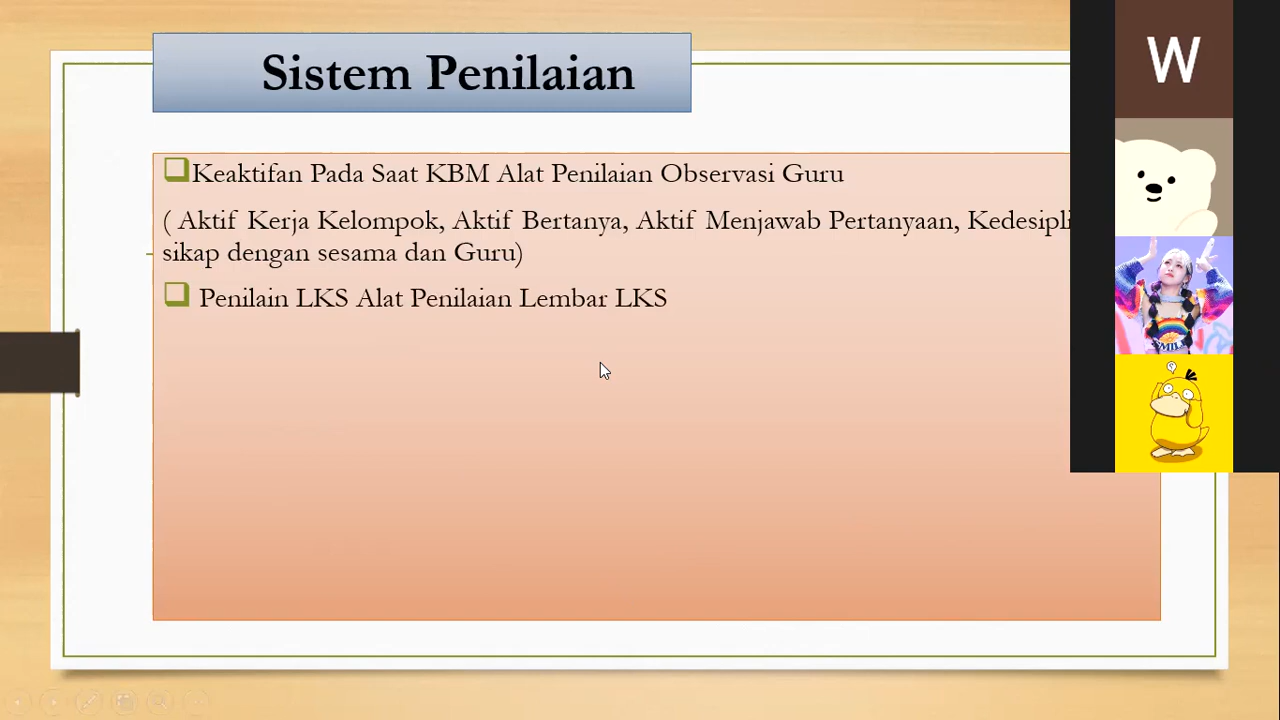 Sistem Penilaian
Keaktifan Pada Saat KBM Alat Penilaian Observasi Guru
( Aktif Kerja Kelompok, Aktif Bertanya, Aktif Menjawab Pertanyaan,
sikap dengan sesama dan Guru)
Penilain LKS Alat Penilaian Lembar LKS
W
SMILE